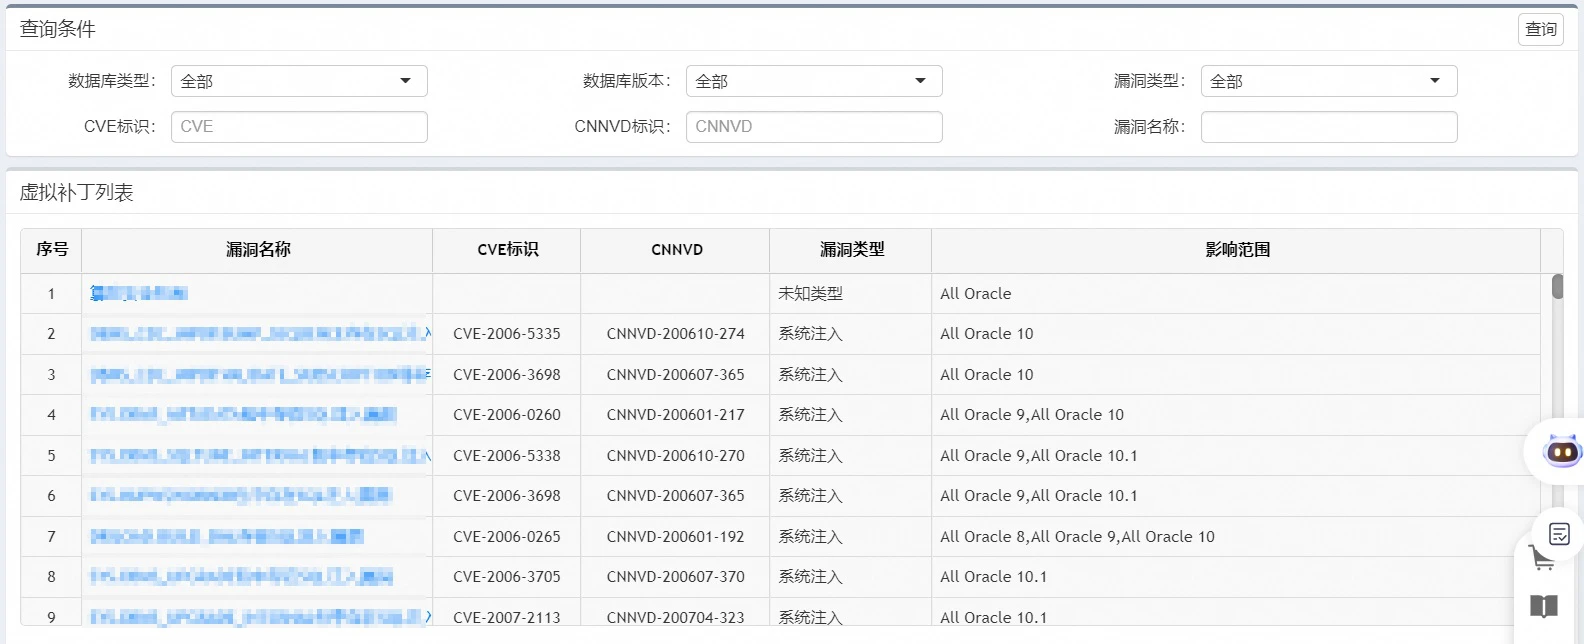 查询条件 查询
数据库类型: 全部 数据库版本: 全部 漏洞类型: 全部
CVE标识: CVE CNNVD标识: CNNVD 漏洞名称:
虚拟补丁列表
序号 漏洞名称 CVE标识 CNNVD 漏洞类型 影响范围
1 未知类型 All Oracle
2 CVE-2006-5335 CNNVD-200610-274 系统注入 All Oracle 10
3 CVE-2006-3698 CNNVD-200607-365 系统注入 All Oracle 10
4 CVE-2006-0260 CNNVD-200601-217 系统注入 All Oracle 9,All Oracle 10
5 CVE-2006-5338 CNNVD-200610-270 系统注入 All Oracle 9,All Oracle 10.1
6 CVE-2006-3698 CNNVD-200607-365 系统注入 All Oracle 9,All Oracle 10.1
7 CVE-2006-0265 CNNVD-200601-192 系统注入 All Oracle 8,All Oracle 9,All Oracle 10
8 CVE-2006-3705 CNNVD-200607-370 系统注入 All Oracle 10.1
9 CVE-2007-2113 CNNVD-200704-323 系统注入 All Oracle 10.1